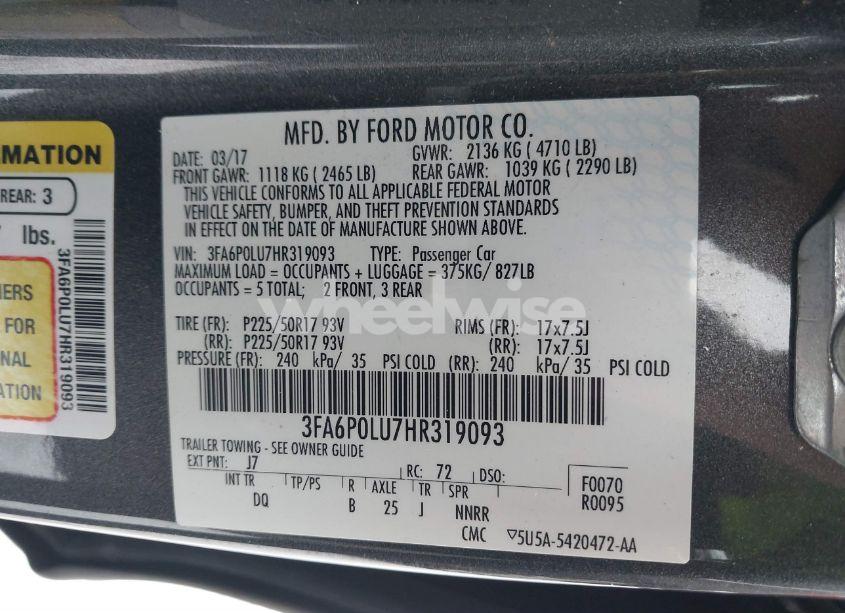 RMATION
REAR: 3
lbs.
IERS
FOR
NAL
ATION
3FA6P0LU7HR319093
MFD. BY FORD MOTOR CO.
DATE: 03/17 GVWR: 2136 KG ( 4710 LB)
FRONT GAWR: 1118 KG ( 2465 LB) REAR GAWR: 1039 KG ( 2290 LB)
THIS VEHICLE CONFORMS TO ALL APPLICABLE FEDERAL MOTOR
VEHICLE SAFETY, BUMPER, AND THEFT PREVENTION STANDARDS
IN EFFECT ON THE DATE OF MANUFACTURE SHOWN ABOVE.
VIN: 3FA6P0LU7HR319093 TYPE: Passenger Car
MAXIMUM LOAD = OCCUPANTS + LUGGAGE = 375KG/ 827LB
OCCUPANTS = 5 TOTAL; 2 FRONT, 3 REAR
wheelwise
TIRE (FR): P225/50R17 93V RIMS (FR): 17x7.5J
(RR): P225/50R17 93V (RR): 17x7.5J
PRESSURE (FR): 240 kPa/ 35 PSI COLD (RR): 240 kPa/ 35 PSI COLD
3FA6P0LU7HR319093
TRAILER TOWING - SEE OWNER GUIDE
EXT PNT: J7 RC: 72 DSO: F0070
INT TR TP/PS R AXLE TR SPR R0095
DQ B 25 J NNRR
CMC ▽5U5A-5420472-AA